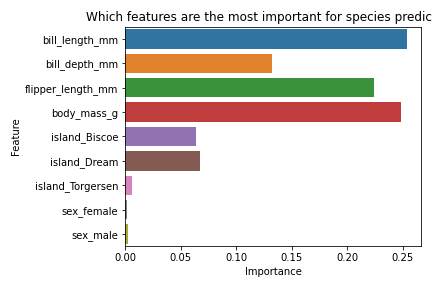 Which features are the most important for species predic
bill_length_mm
bill_depth_mm
flipper_length_mm
body_mass_g
island_Biscoe
island_Dream
island_Torgersen
sex_female
sex_male
Feature
0.00 0.05 0.10 0.15 0.20 0.25
Importance